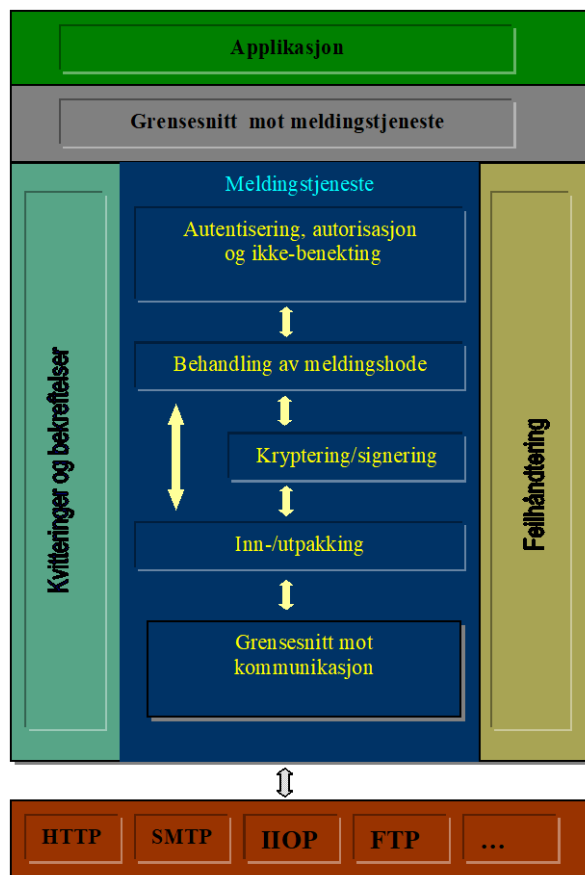 Applikasjon
Grensesnitt mot meldingstjeneste
Meldingstjeneste
Autentisering, autorisasjon
og ikke-benekting
Behandling av meldingshode
Kryptering/signering
Inn-/utpakking
Grensesnitt mot
kommunikasjon
Kvitteringer og bekreftelser
Feilhåndtering
HTTP
SMTP
IIOP
FTP
…